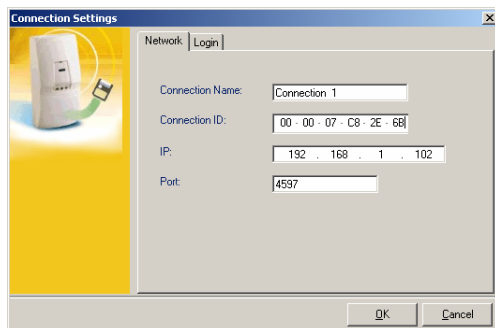 Connection Settings
Network Login
Connection Name: Connection 1
Connection ID: 00 - 00 - 07 - C8 - 2E - 6B
IP: 192 . 168 . 1 . 102
Port: 4597
OK Cancel